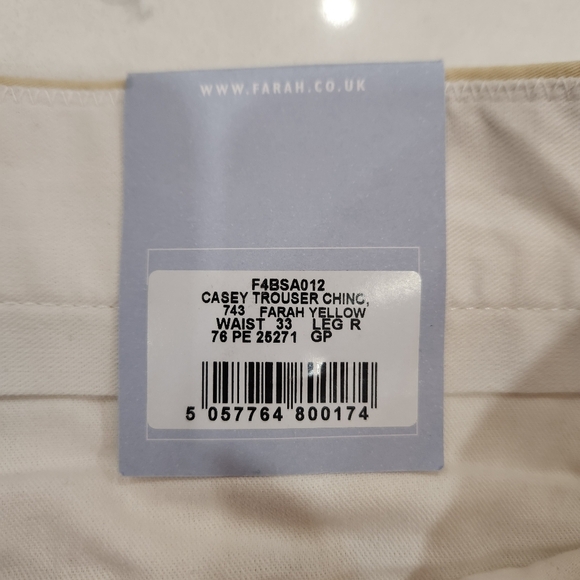 WWW.FARAH.CO.UK
F4BSA012
CASEY TROUSER CHINO,
743 FARAH YELLOW
WAIST 33 LEG R
76 PE 25271 GP
5 057764 800174